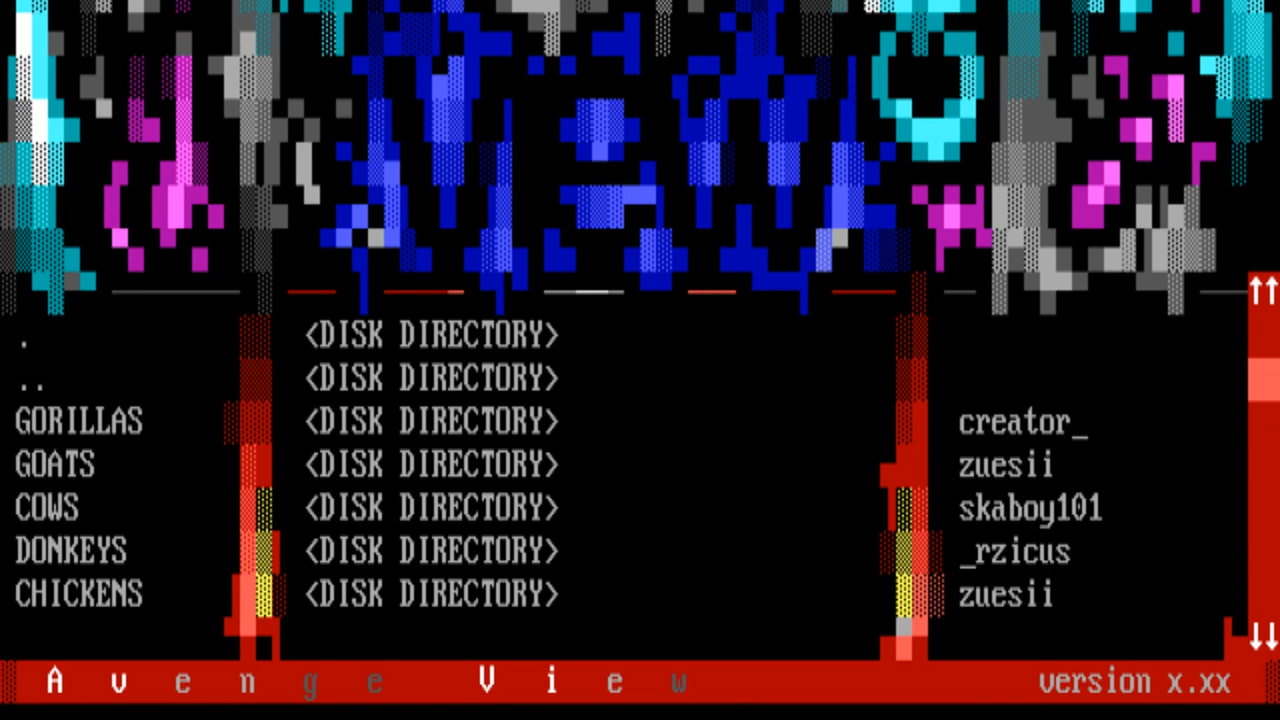 . <DISK DIRECTORY>
.. <DISK DIRECTORY>
GORILLAS <DISK DIRECTORY> creator_
GOATS <DISK DIRECTORY> zuesii
COWS <DISK DIRECTORY> skaboy101
DONKEYS <DISK DIRECTORY> _rzicus
CHICKENS <DISK DIRECTORY> zuesii
A v e n g e V i e w version x.xx